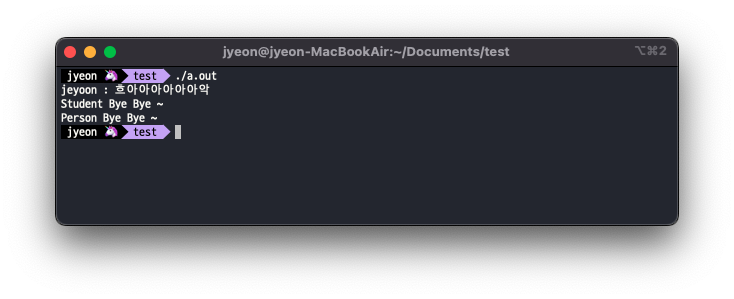 jyeon@jyeon-MacBookAir:~/Documents/test ⌥⌘2
jyeon 🦄 test ./a.out
jeyoon : 흐아아아아아아악
Student Bye Bye ~
Person Bye Bye ~
jyeon 🦄 test